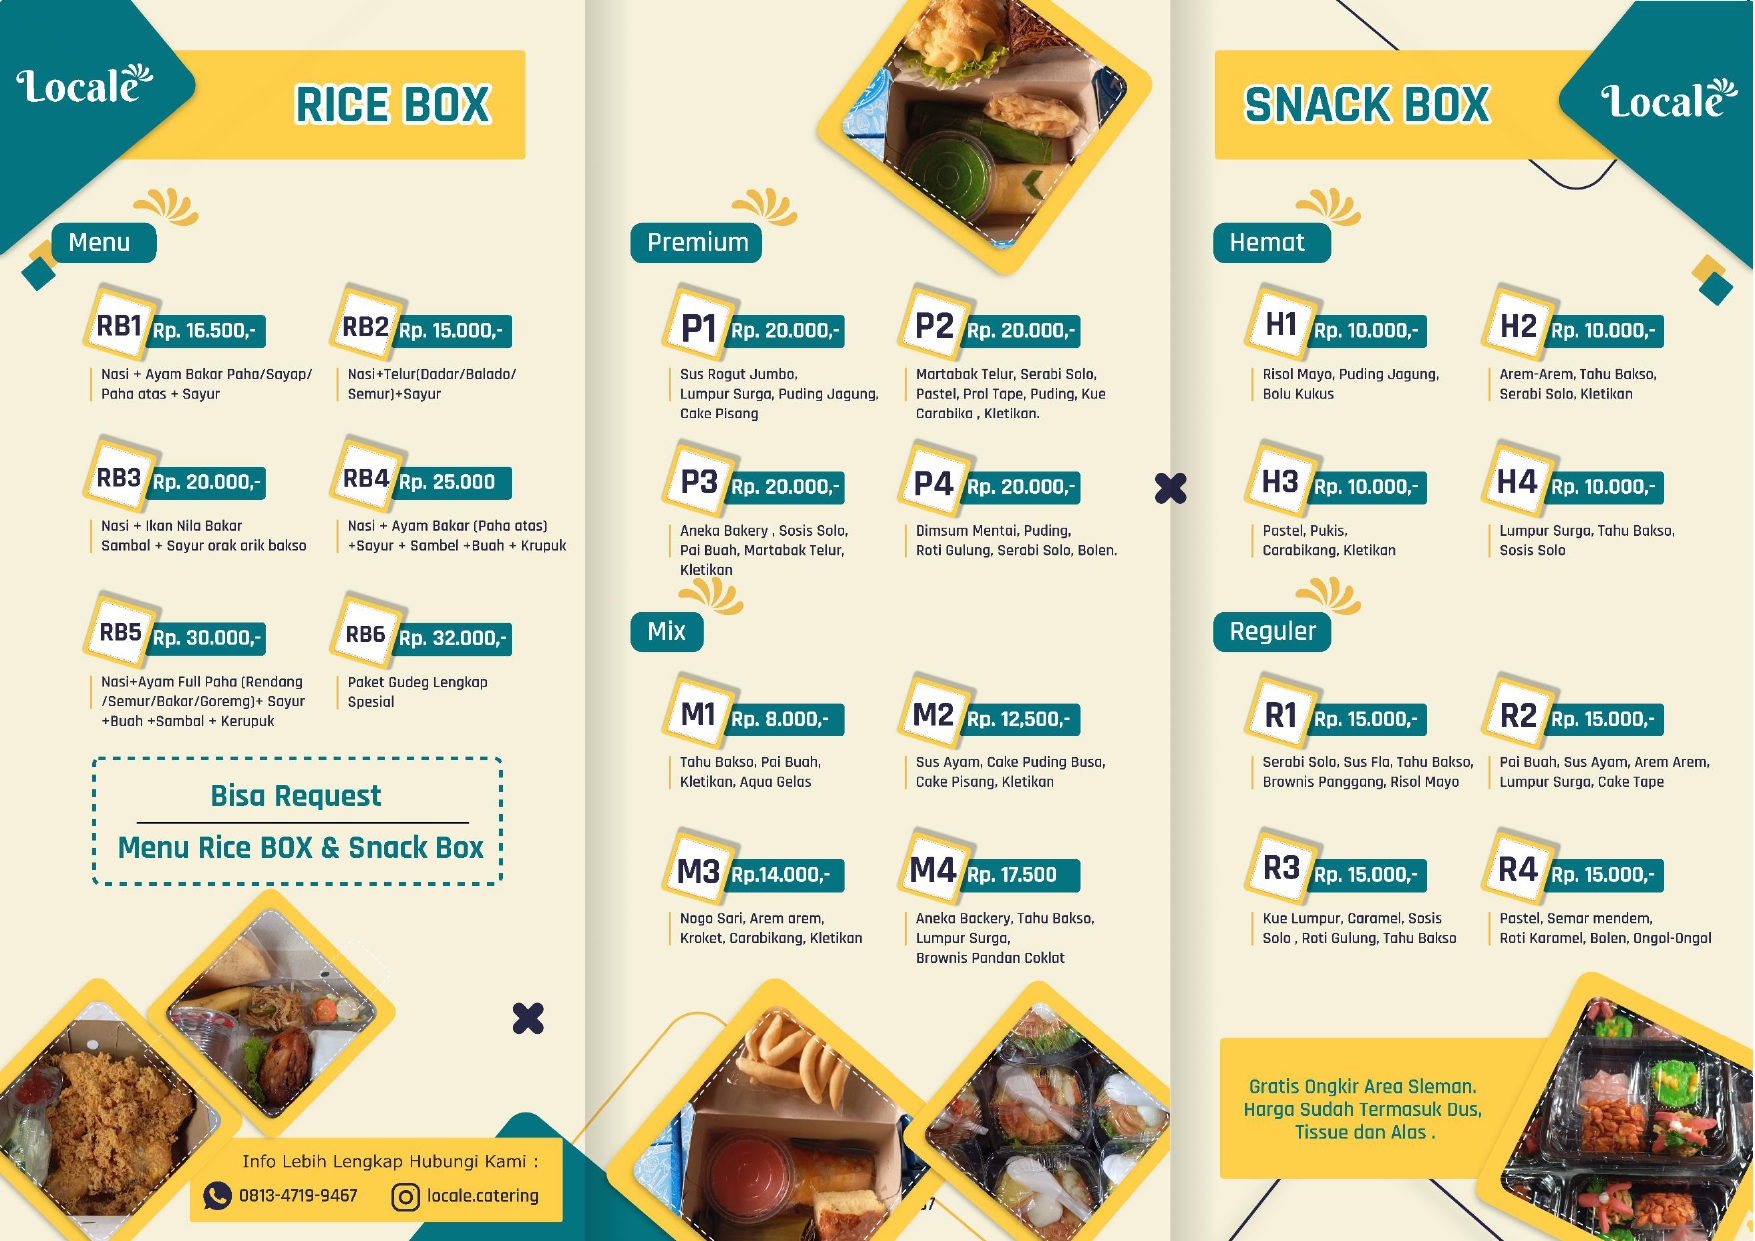 Locale
RICE BOX
Menu
RB1 Rp. 16.500,-
Nasi + Ayam Bakar Paha/Sayap/
Paha atas + Sayur
RB2 Rp. 15.000,-
Nasi+Telur(Dadar/Balado/
Semur)+Sayur
RB3 Rp. 20.000,-
Nasi + Ikan Nila Bakar
Sambal + Sayur orak arik bakso
RB4 Rp. 25.000
Nasi + Ayam Bakar (Paha atas)
+Sayur + Sambel +Buah + Krupuk
RB5 Rp. 30.000,-
Nasi+Ayam Full Paha (Rendang
/Semur/Bakar/Goremg)+ Sayur
+Buah +Sambal + Kerupuk
RB6 Rp. 32.000,-
Paket Gudeg Lengkap
Spesial
Bisa Request
Menu Rice BOX & Snack Box
Info Lebih Lengkap Hubungi Kami :
0813-4719-9467 locale.catering
Premium
P1 Rp. 20.000,-
Sus Rogut Jumbo,
Lumpur Surga, Puding Jagung,
Cake Pisang
P2 Rp. 20.000,-
Martabak Telur, Serabi Solo,
Pastel, Prol Tape, Puding, Kue
Carabika , Kletikan.
P3 Rp. 20.000,-
Aneka Bakery , Sosis Solo,
Pai Buah, Martabak Telur,
Kletikan
P4 Rp. 20.000,-
Dimsum Mentai, Puding,
Roti Gulung, Serabi Solo, Bolen.
Mix
M1 Rp. 8.000,-
Tahu Bakso, Pai Buah,
Kletikan, Aqua Gelas
M2 Rp. 12,500,-
Sus Ayam, Cake Puding Busa,
Cake Pisang, Kletikan
M3 Rp.14.000,-
Nogo Sari, Arem arem,
Kroket, Carabikang, Kletikan
M4 Rp. 17.500
Aneka Backery, Tahu Bakso,
Lumpur Surga,
Brownis Pandan Coklat
SNACK BOX
Locale
Hemat
H1 Rp. 10.000,-
Risol Mayo, Puding Jagung,
Bolu Kukus
H2 Rp. 10.000,-
Arem-Arem, Tahu Bakso,
Serabi Solo, Kletikan
H3 Rp. 10.000,-
Pastel, Pukis,
Carabikang, Kletikan
H4 Rp. 10.000,-
Lumpur Surga, Tahu Bakso,
Sosis Solo
Reguler
R1 Rp. 15.000,-
Serabi Solo, Sus Fla, Tahu Bakso,
Brownis Panggang, Risol Mayo
R2 Rp. 15.000,-
Pai Buah, Sus Ayam, Arem Arem,
Lumpur Surga, Cake Tape
R3 Rp. 15.000,-
Kue Lumpur, Caramel, Sosis
Solo , Roti Gulung, Tahu Bakso
R4 Rp. 15.000,-
Pastel, Semar mendem,
Roti Karamel, Bolen, Ongol-Ongol
Gratis Ongkir Area Sleman.
Harga Sudah Termasuk Dus,
Tissue dan Alas .